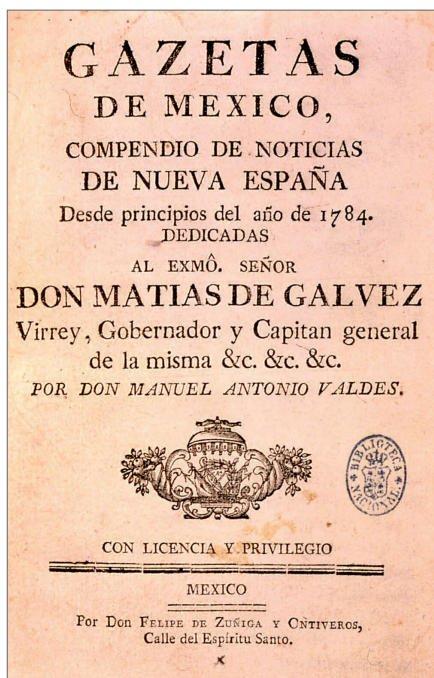 GAZETAS
DE MEXICO,
COMPENDIO DE NOTICIAS
DE NUEVA ESPAÑA
Desde principios del año de 1784.
DEDICADAS
AL EXMÔ. SEÑOR
DON MATIAS DE GALVEZ
Virrey, Gobernador y Capitan general
de la misma &c. &c. &c.
POR DON MANUEL ANTONIO VALDES.
BIBLIOTECA
NACIONAL
CON LICENCIA Y PRIVILEGIO
MEXICO
Por Don FELIPE DE ZUÑIGA Y ONTIVEROS,
Calle del Espíritu Santo.